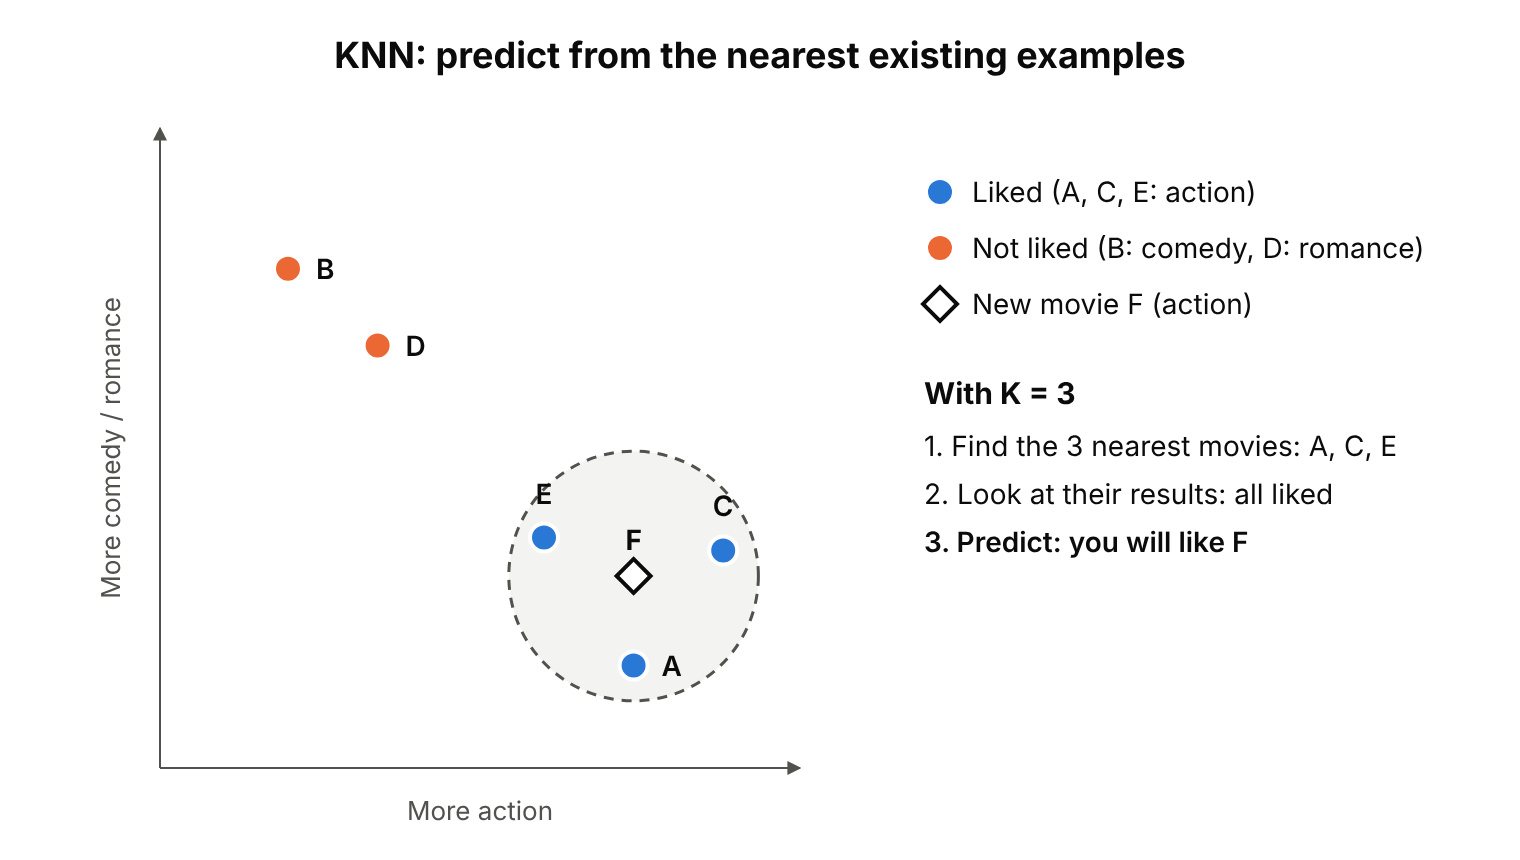 KNN: predict from the nearest existing examples
More comedy / romance
B
D
E
C
F
A
More action
Liked (A, C, E: action)
Not liked (B: comedy, D: romance)
New movie F (action)
With K = 3
1. Find the 3 nearest movies: A, C, E
2. Look at their results: all liked
3. Predict: you will like F